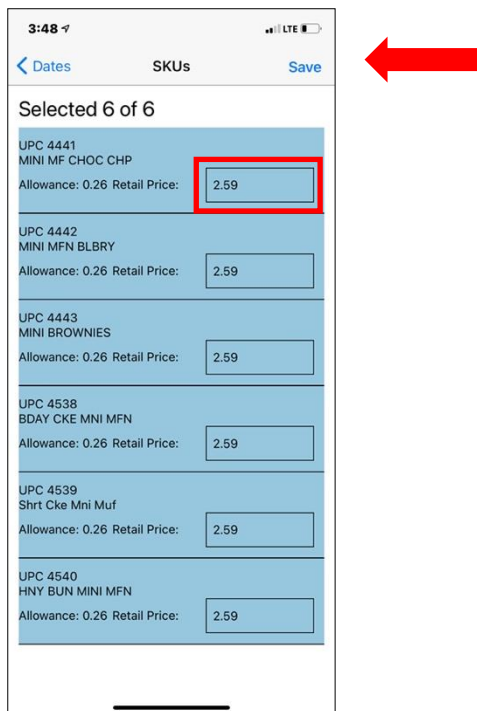 3:48 LTE
Dates SKUs Save
Selected 6 of 6
UPC 4441
MINI MF CHOC CHP
Allowance: 0.26 Retail Price: 2.59
UPC 4442
MINI MFN BLBRY
Allowance: 0.26 Retail Price: 2.59
UPC 4443
MINI BROWNIES
Allowance: 0.26 Retail Price: 2.59
UPC 4538
BDAY CKE MNI MFN
Allowance: 0.26 Retail Price: 2.59
UPC 4539
Shrt Cke Mni Muf
Allowance: 0.26 Retail Price: 2.59
UPC 4540
HNY BUN MINI MFN
Allowance: 0.26 Retail Price: 2.59